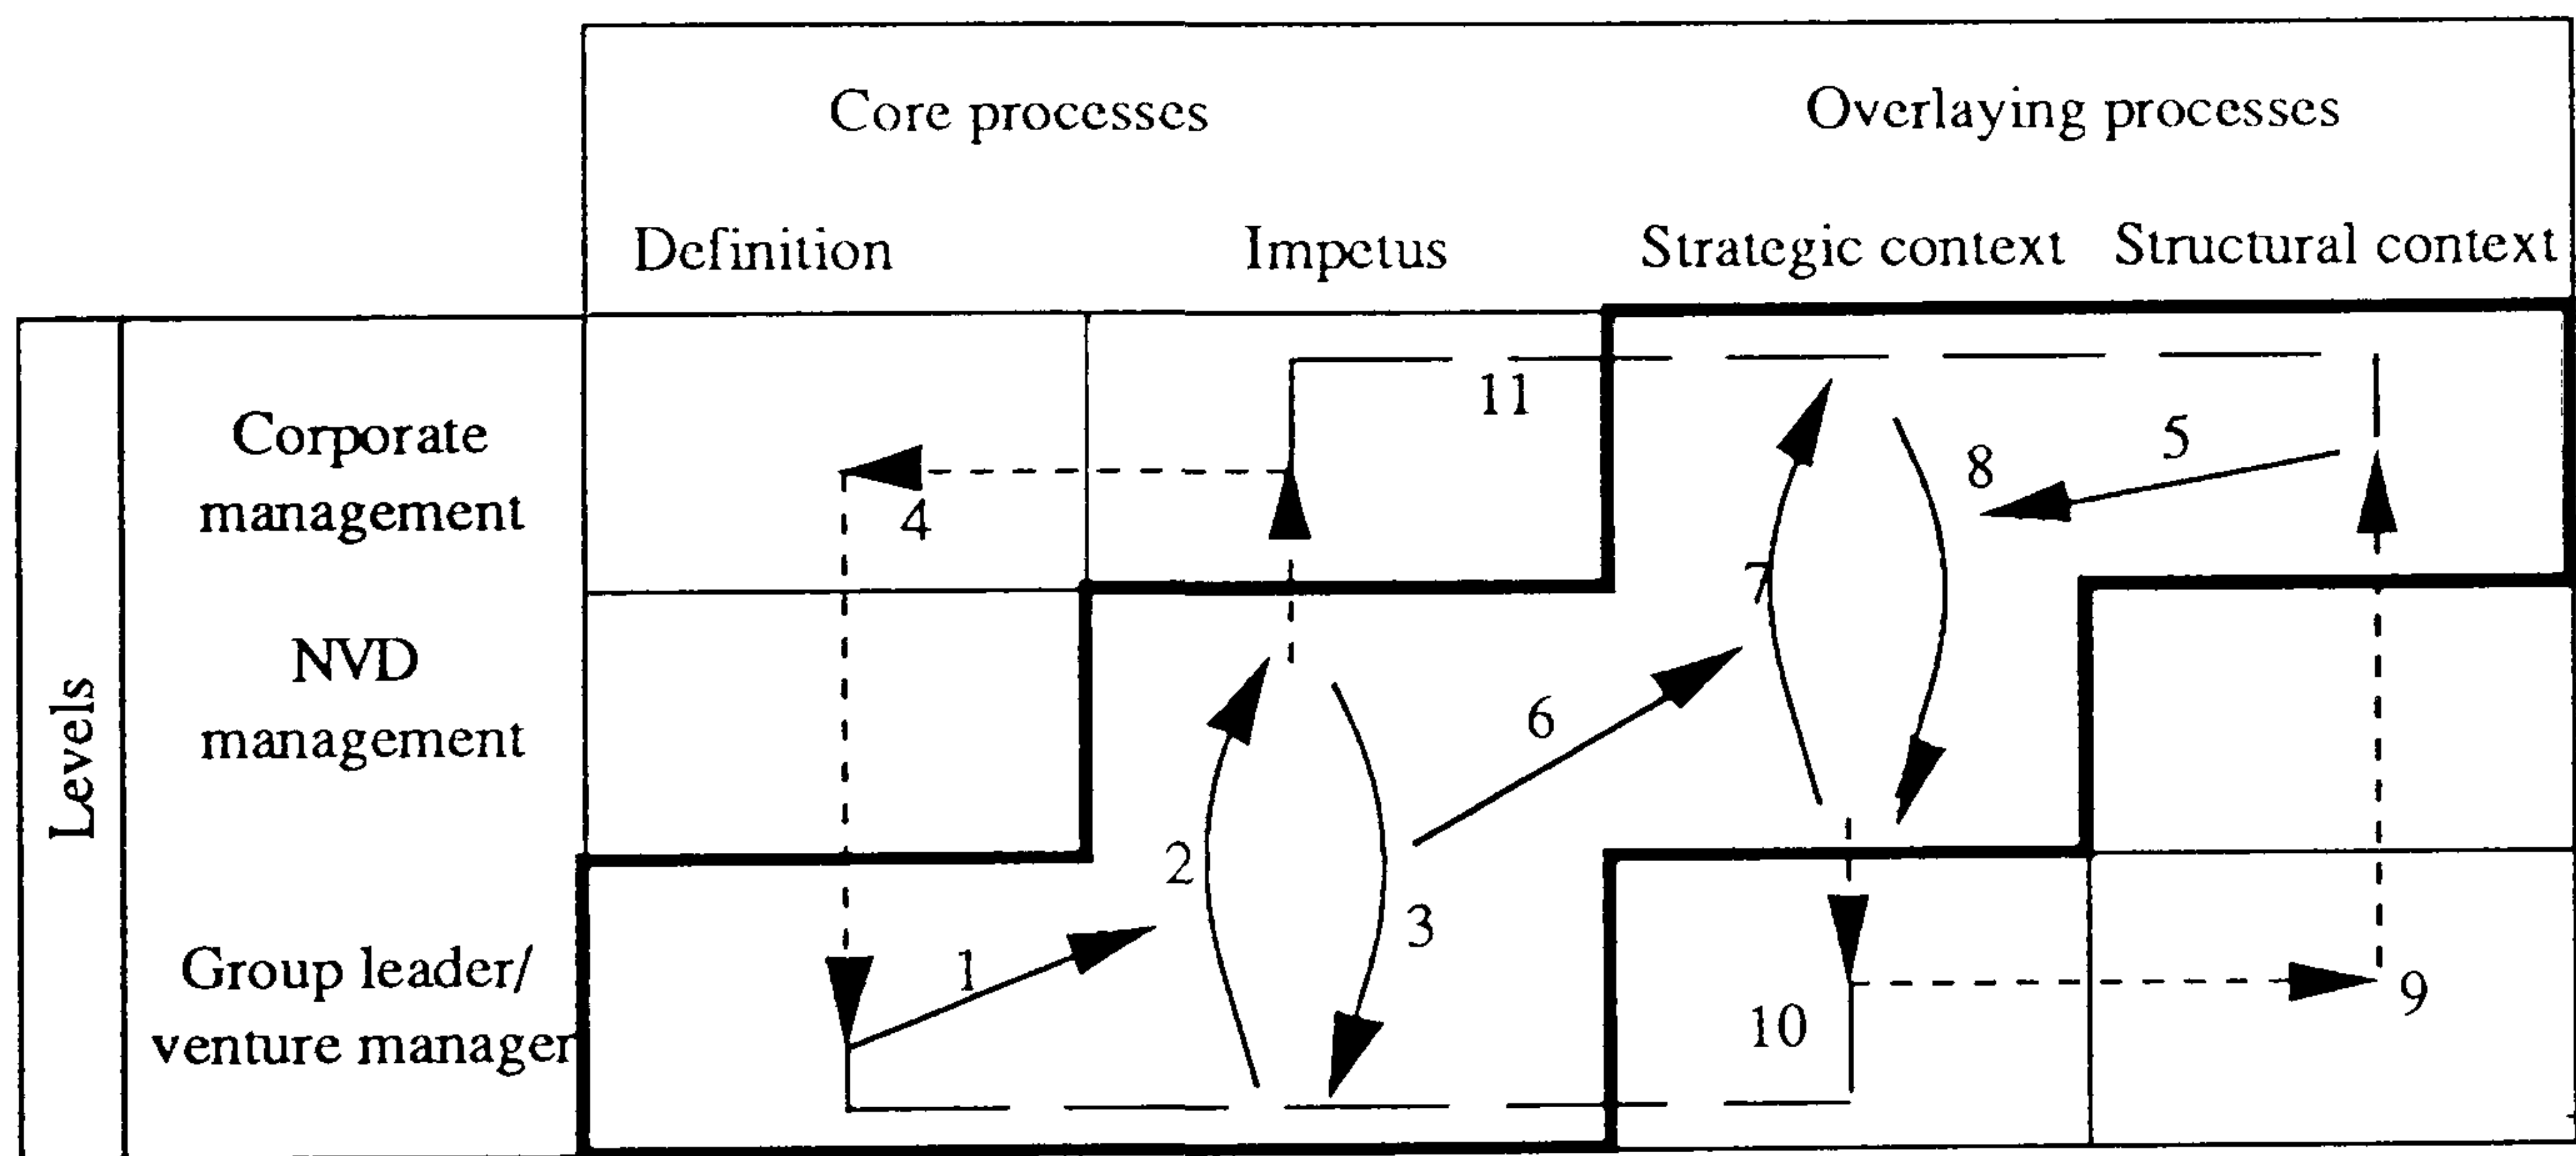 Core processes
Overlaying processes
Definition
Impetus
Strategic context
Structural context
Levels
Corporate
management
NVD
management
Group leader/
venture manager
11
5
8
4
7
6
2
3
1
10
9